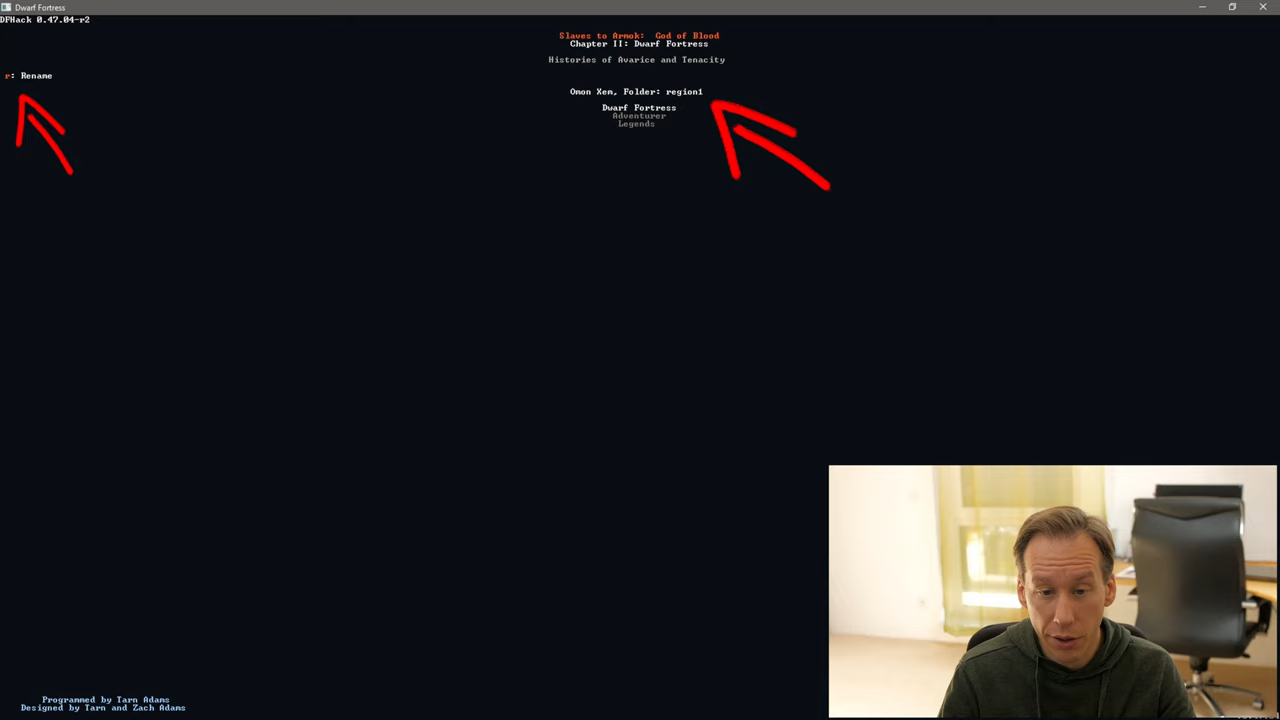 Dwarf Fortress
DFHack 0.47.04-r2
Slaves to Armok: God of Blood
Chapter II: Dwarf Fortress
Histories of Avarice and Tenacity
r: Rename
Omon Xem, Folder: region1
Dwarf Fortress
Adventurer
Legends
Programmed by Tarn Adams
Designed by Tarn and Zach Adams